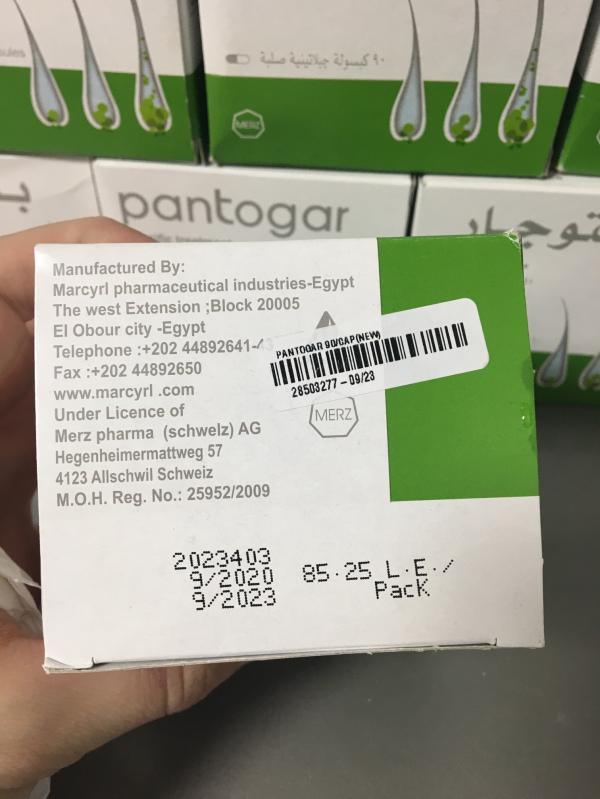 ٩٠ كبسولة جيلاتينية صلبة
MERZ
pantogar
Manufactured By:
Marcyrl pharmaceutical industries-Egypt
The west Extension ;Block 20005
El Obour city -Egypt
Telephone :+202 44892641-43
Fax :+202 44892650
www.marcyrl .com
Under Licence of
Merz pharma (schwelz) AG
Hegenheimermattweg 57
4123 Allschwil Schweiz
M.O.H. Reg. No.: 25952/2009
PANTOGAR 90/CAP(NEW)
28503277 - 09/23
MERZ
2023403
9/2020
9/2023
85.25 L.E./
Pack